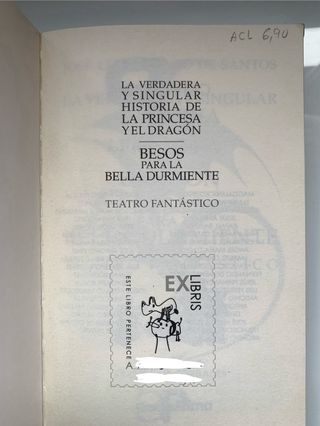 ACL 6,90
LA VERDADERA
Y SINGULAR
HISTORIA DE
LA PRINCESA
Y EL DRAGÓN
BESOS
PARA LA
BELLA DURMIENTE
TEATRO FANTÁSTICO
EX
LIBRIS
ESTE LIBRO PERTENECE
A